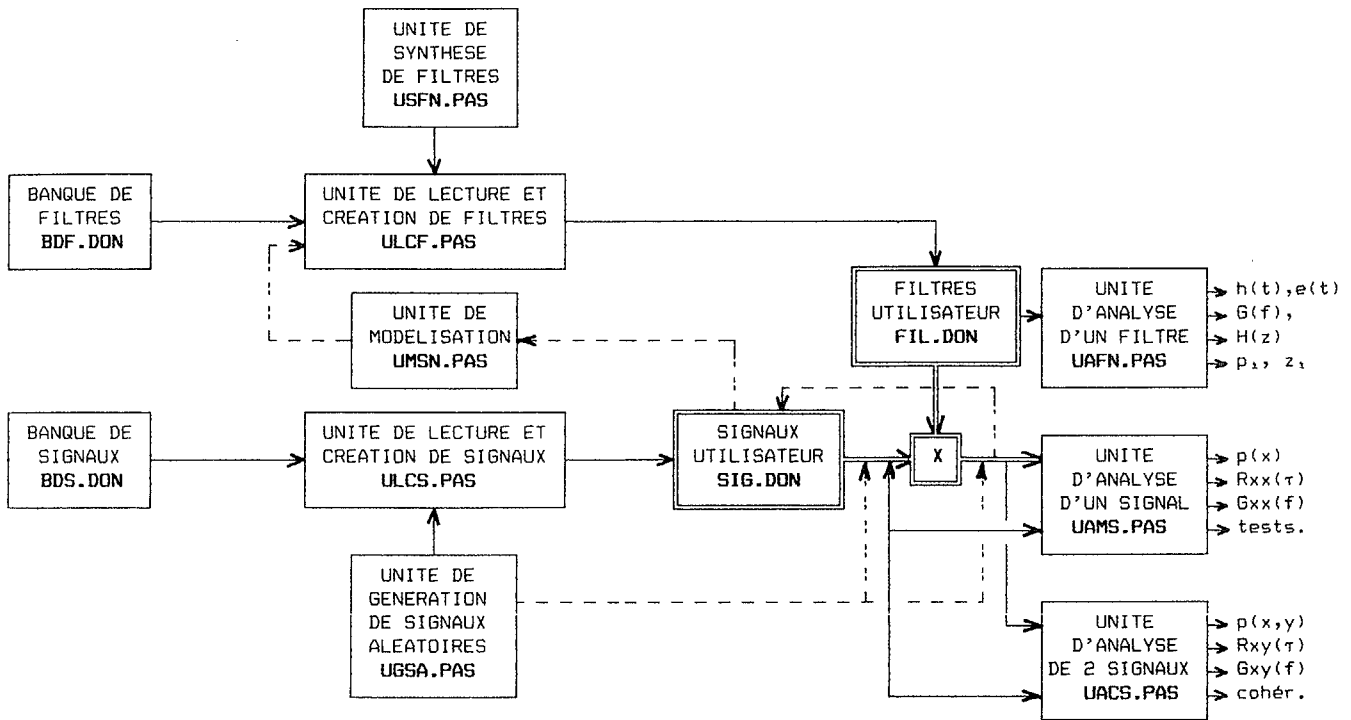 UNITE DE
SYNTHESE
DE FILTRES
USFN.PAS
BANQUE DE
FILTRES
BDF.DON
UNITE DE LECTURE ET
CREATION DE FILTRES
ULCF.PAS
FILTRES
UTILISATEUR
FIL.DON
UNITE
D'ANALYSE
D'UN FILTRE
UAFN.PAS
h(t),e(t)
G(f),
H(z)
p₁, z₁
UNITE DE
MODELISATION
UMSN.PAS
BANQUE DE
SIGNAUX
BDS.DON
UNITE DE LECTURE ET
CREATION DE SIGNAUX
ULCS.PAS
SIGNAUX
UTILISATEUR
SIG.DON
X
UNITE
D'ANALYSE
D'UN SIGNAL
UAMS.PAS
p(x)
Rxx(τ)
Gxx(f)
tests.
UNITE DE
GENERATION
DE SIGNAUX
ALEATOIRES
UGSA.PAS
UNITE
D'ANALYSE
DE 2 SIGNAUX
UACS.PAS
p(x,y)
Rxy(τ)
Gxy(f)
cohér.